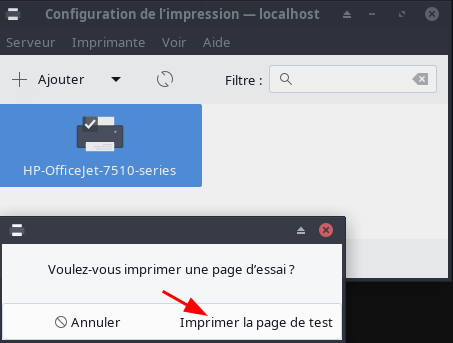 Configuration de l’impression — localhost
Serveur Imprimante Voir Aide
Ajouter Filtre :
HP-OfficeJet-7510-series
Voulez-vous imprimer une page d’essai ?
Annuler Imprimer la page de test